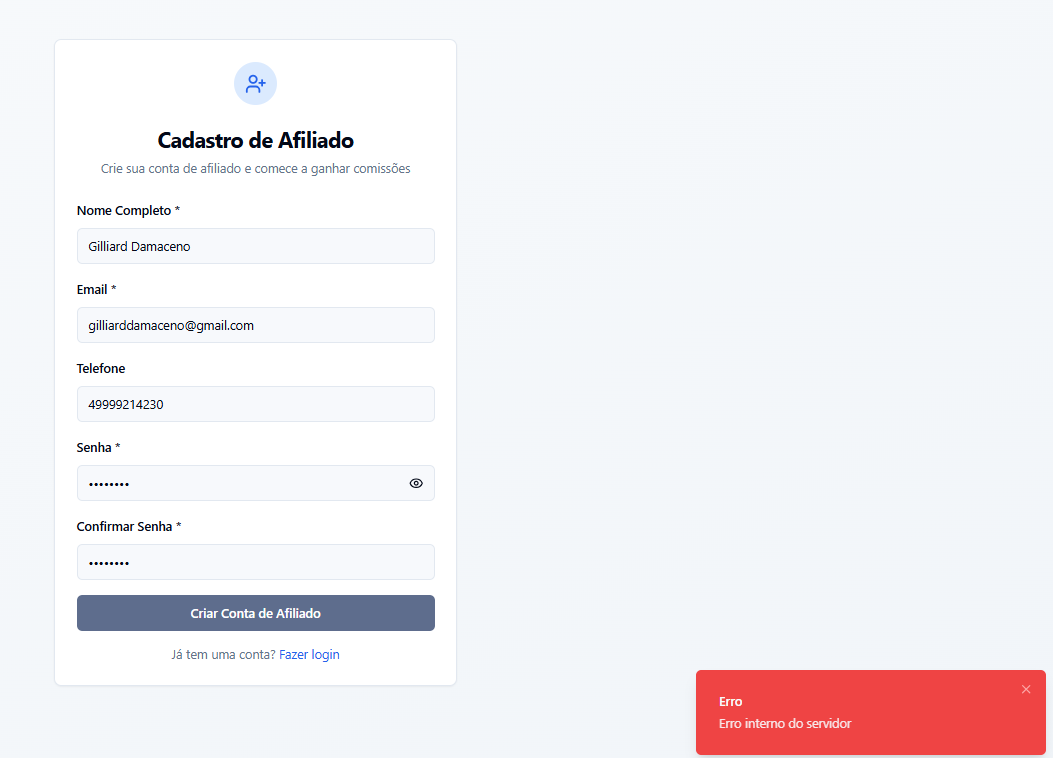 Cadastro de Afiliado
Crie sua conta de afiliado e comece a ganhar comissões
Nome Completo *
Gilliard Damaceno
Email *
gilliarddamaceno@gmail.com
Telefone
49999214230
Senha *
••••••••
Confirmar Senha *
••••••••
Criar Conta de Afiliado
Já tem uma conta? Fazer login
Erro
Erro interno do servidor